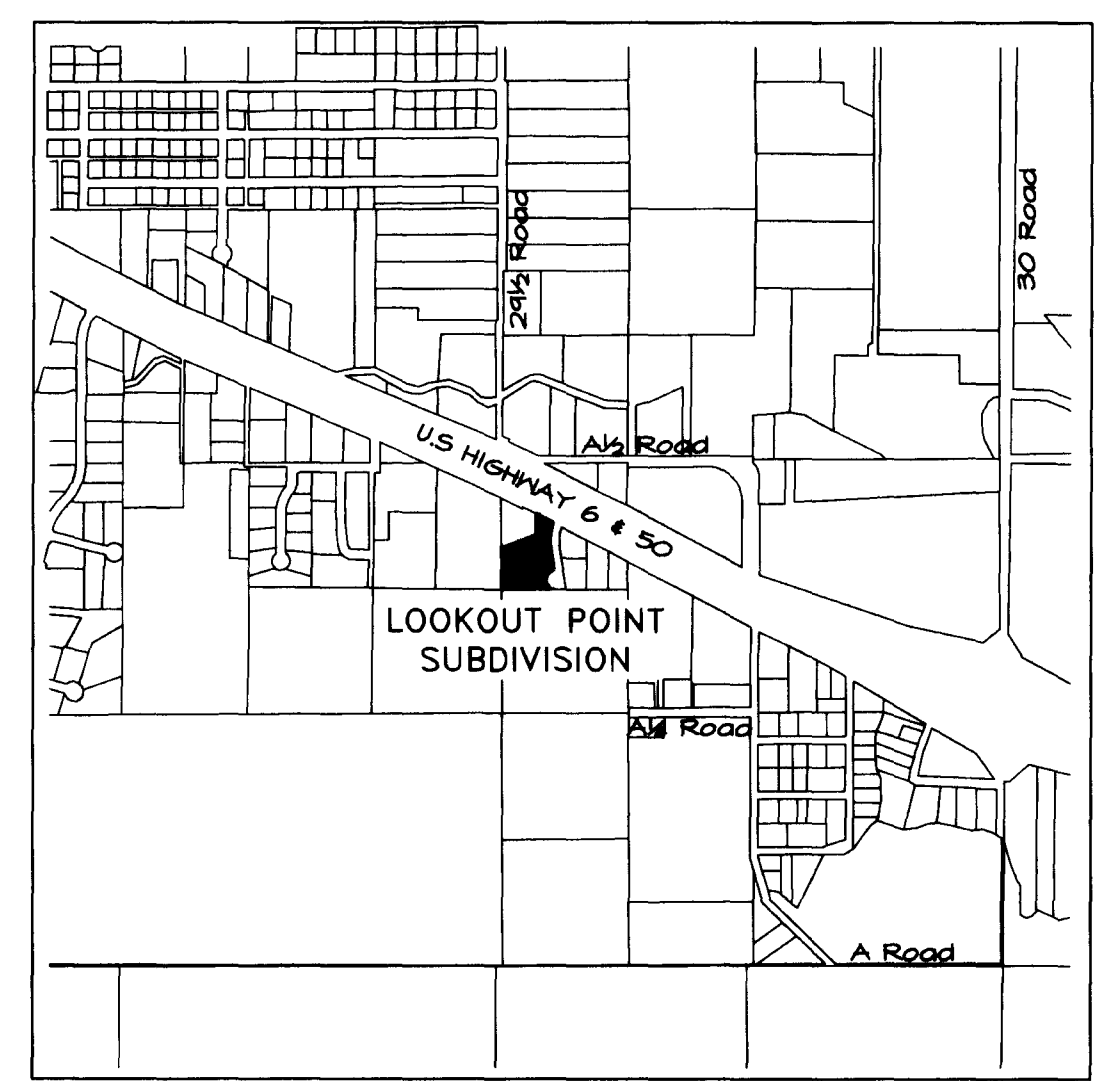 30 Road
29½ Road
A½ Road
U.S HIGHWAY 6 & 50
LOOKOUT POINT
SUBDIVISION
A¼ Road
A Road